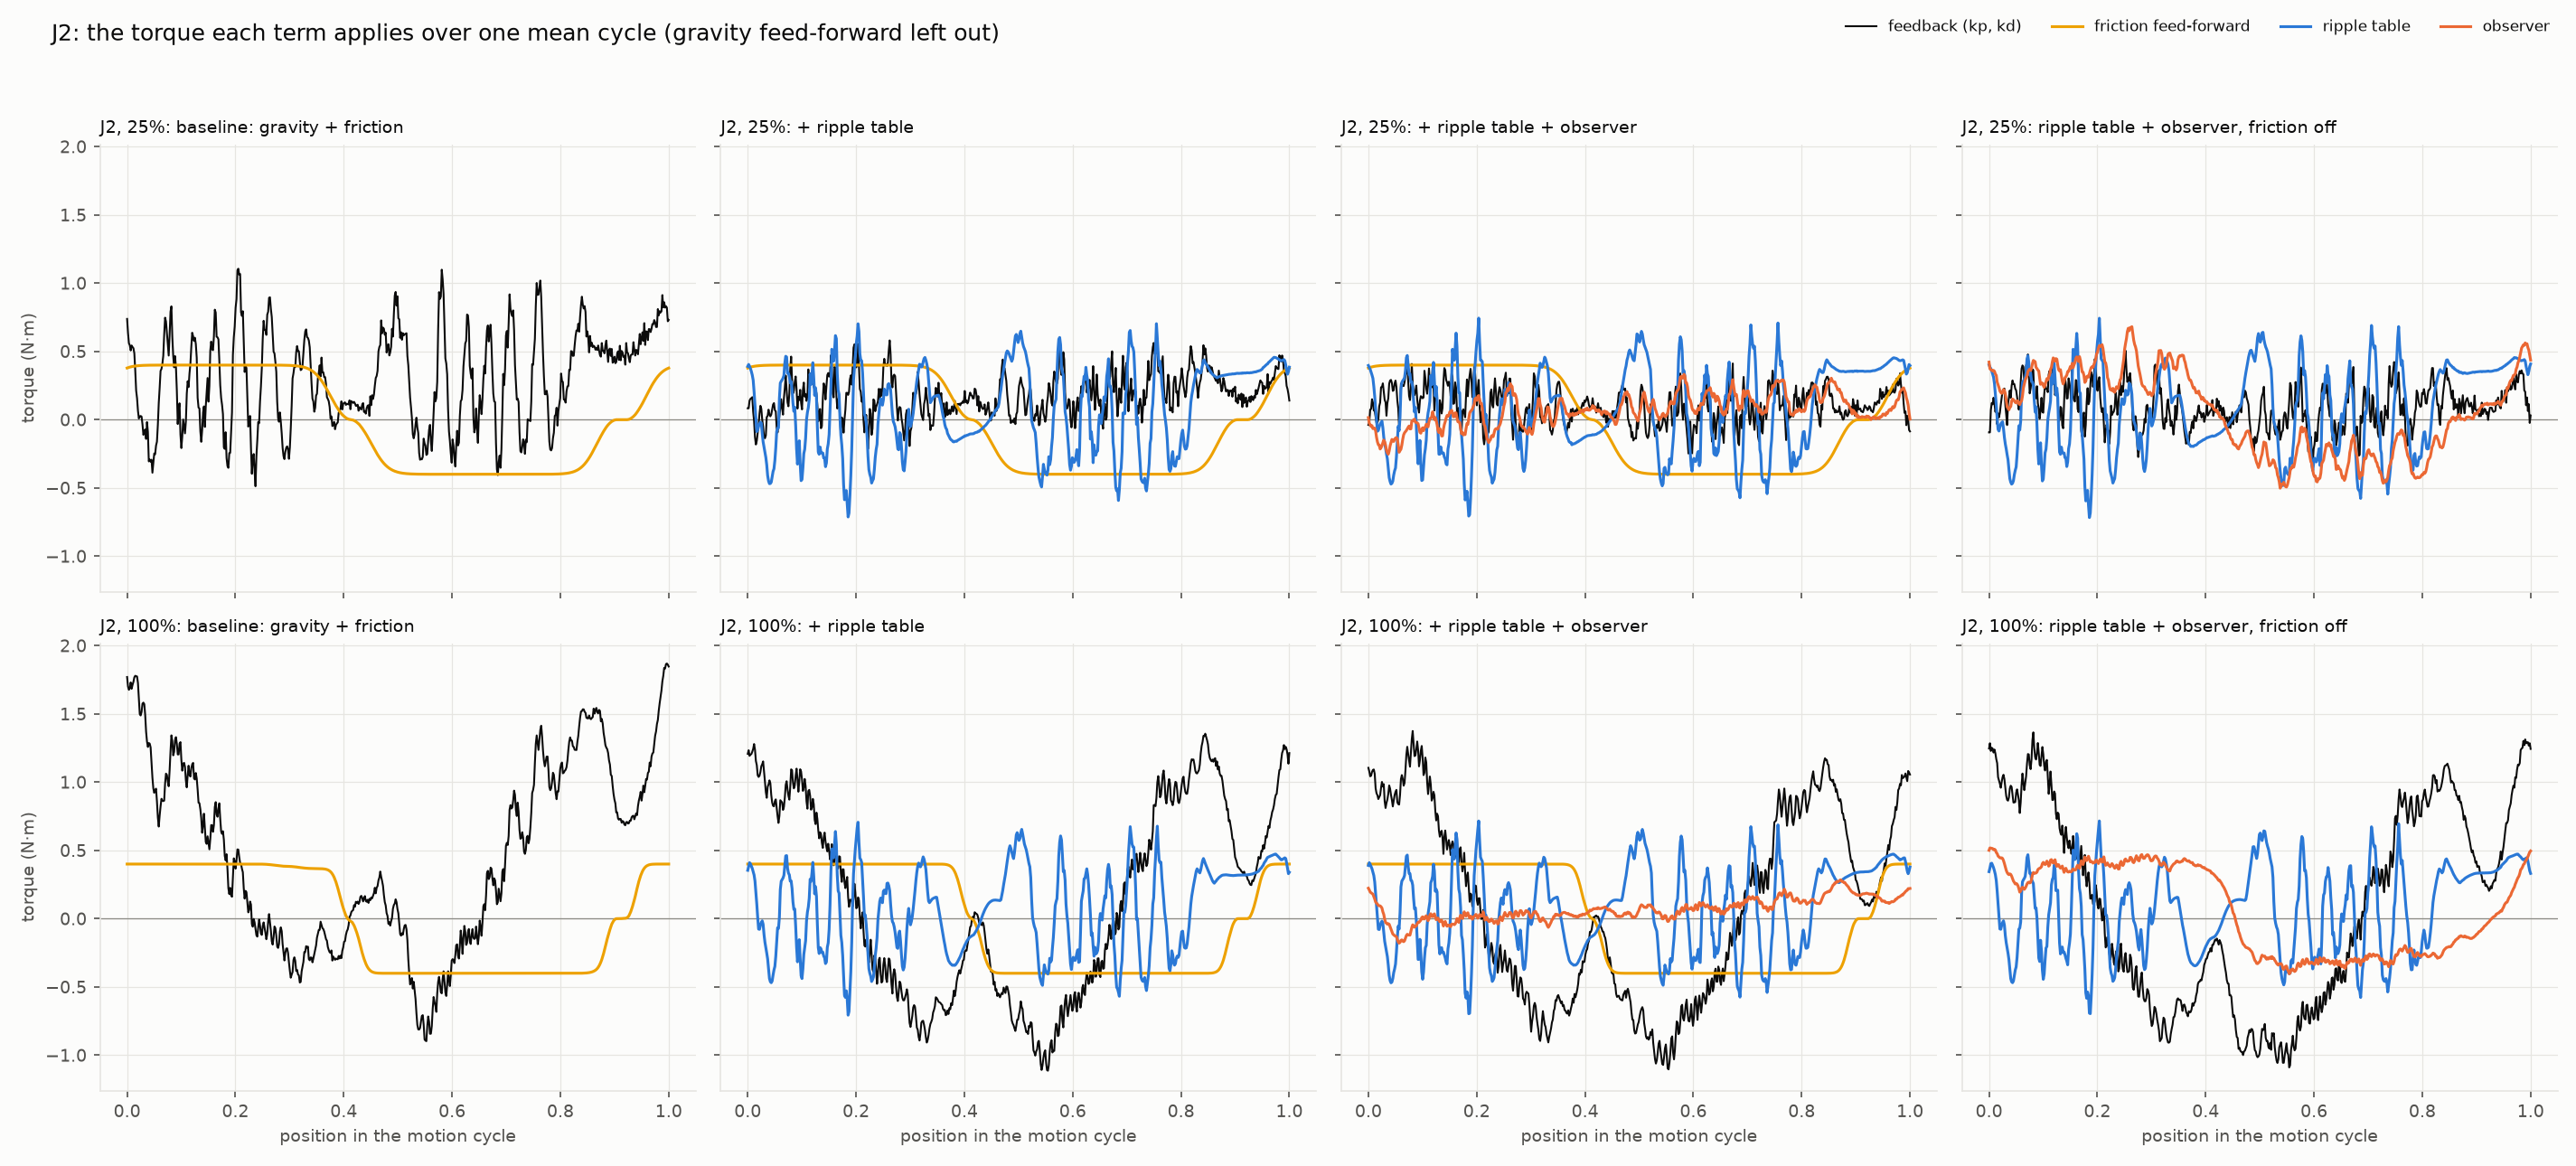 J2: the torque each term applies over one mean cycle (gravity feed-forward left out)
feedback (kp, kd)
friction feed-forward
ripple table
observer
J2, 25%: baseline: gravity + friction
J2, 25%: + ripple table
J2, 25%: + ripple table + observer
J2, 25%: ripple table + observer, friction off
2.0
1.5
1.0
0.5
0.0
−0.5
−1.0
torque (N·m)
J2, 100%: baseline: gravity + friction
J2, 100%: + ripple table
J2, 100%: + ripple table + observer
J2, 100%: ripple table + observer, friction off
2.0
1.5
1.0
0.5
0.0
−0.5
−1.0
torque (N·m)
0.0 0.2 0.4 0.6 0.8 1.0
0.0 0.2 0.4 0.6 0.8 1.0
0.0 0.2 0.4 0.6 0.8 1.0
0.0 0.2 0.4 0.6 0.8 1.0
position in the motion cycle
position in the motion cycle
position in the motion cycle
position in the motion cycle